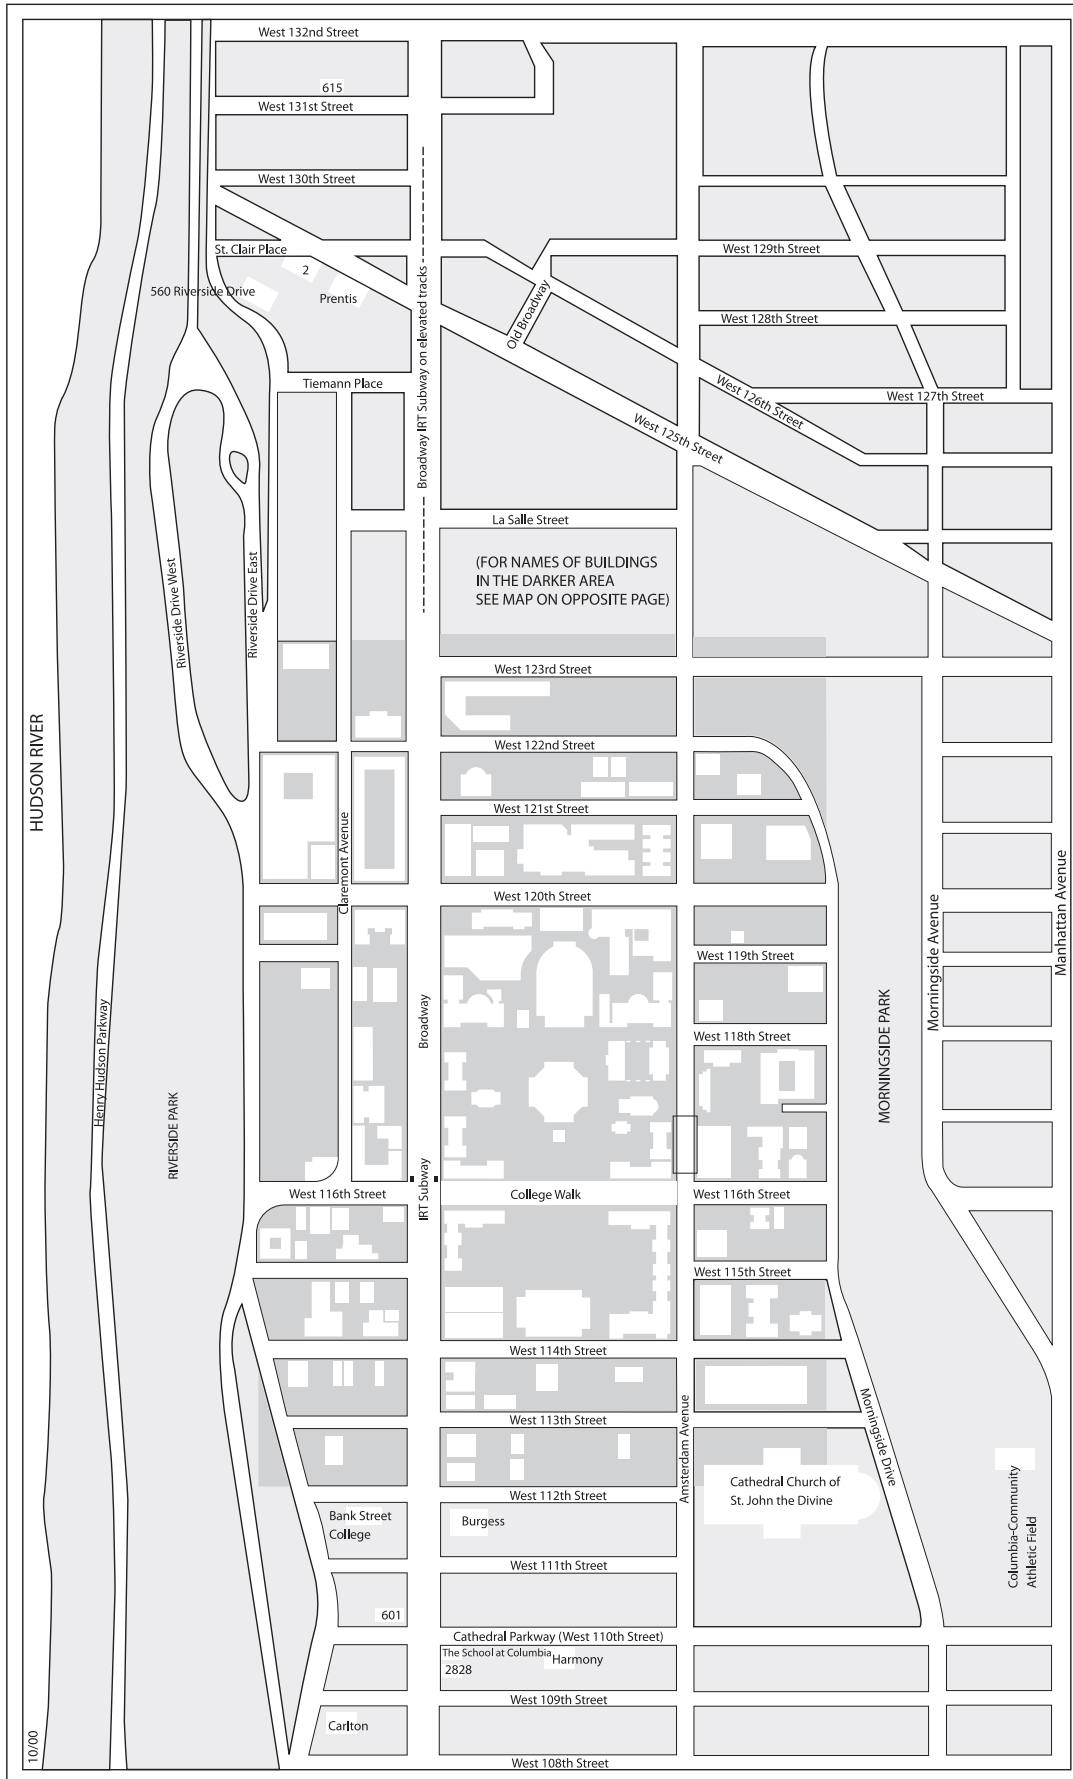 West 132nd Street
615
West 131st Street
West 130th Street
St. Clair Place
West 129th Street
2
560 Riverside Drive
Prentis
Broadway IRT Subway on elevated tracks
Old Broadway
West 128th Street
Tiemann Place
West 126th Street
West 127th Street
West 125th Street
La Salle Street
(FOR NAMES OF BUILDINGS
IN THE DARKER AREA
SEE MAP ON OPPOSITE PAGE)
Riverside Drive West
Riverside Drive East
West 123rd Street
HUDSON RIVER
West 122nd Street
West 121st Street
Claremont Avenue
West 120th Street
Manhattan Avenue
Morningside Avenue
West 119th Street
Henry Hudson Parkway
Broadway
MORNINGSIDE PARK
West 118th Street
RIVERSIDE PARK
IRT Subway
West 116th Street
College Walk
West 116th Street
West 115th Street
West 114th Street
Morningside Drive
Amsterdam Avenue
West 113th Street
Cathedral Church of
St. John the Divine
West 112th Street
Columbia-Community
Athletic Field
Bank Street
College
Burgess
West 111th Street
601
Cathedral Parkway (West 110th Street)
The School at Columbia
2828
Harmony
West 109th Street
Carlton
10/00
West 108th Street